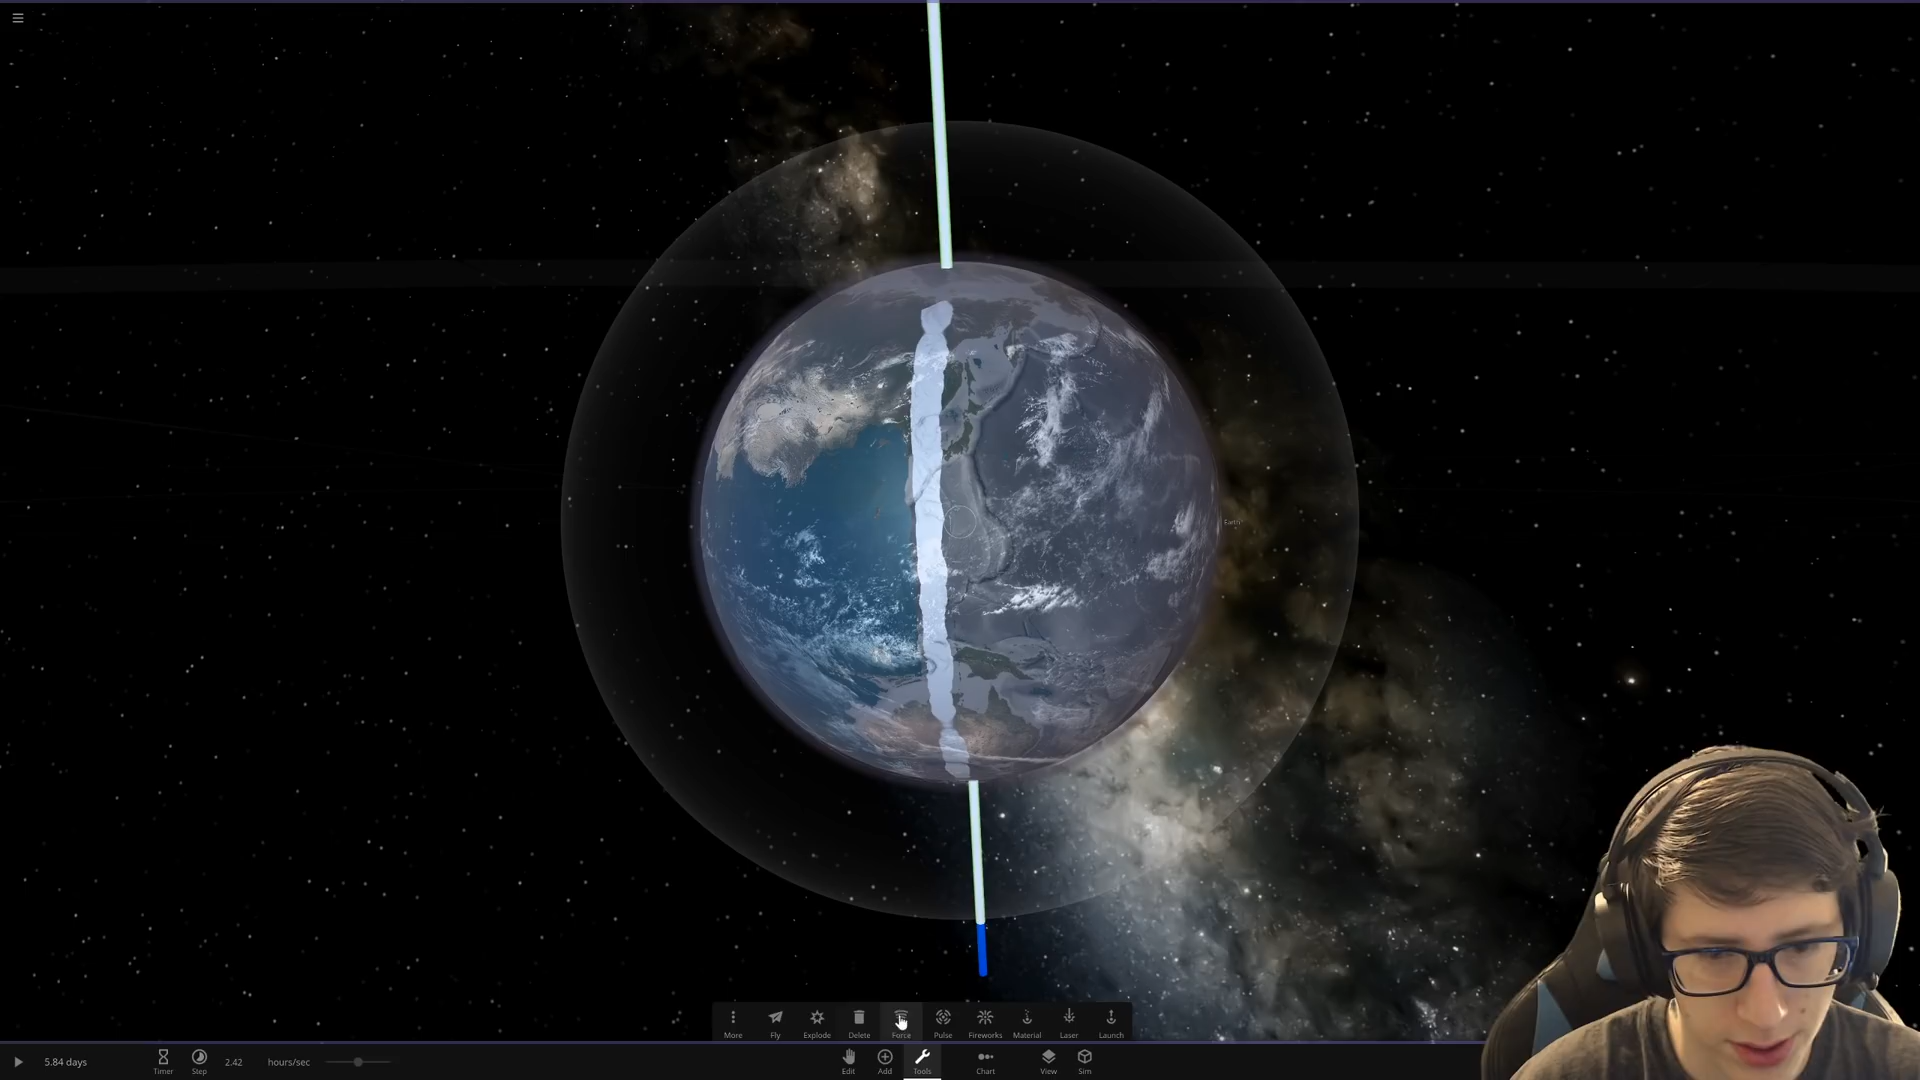 Earth
More Fly Explode Delete Force Pulse Fireworks Material Laser Launch
5.84 days Timer Step 2.42 hours/sec Edit Add Tools Chart View Sim